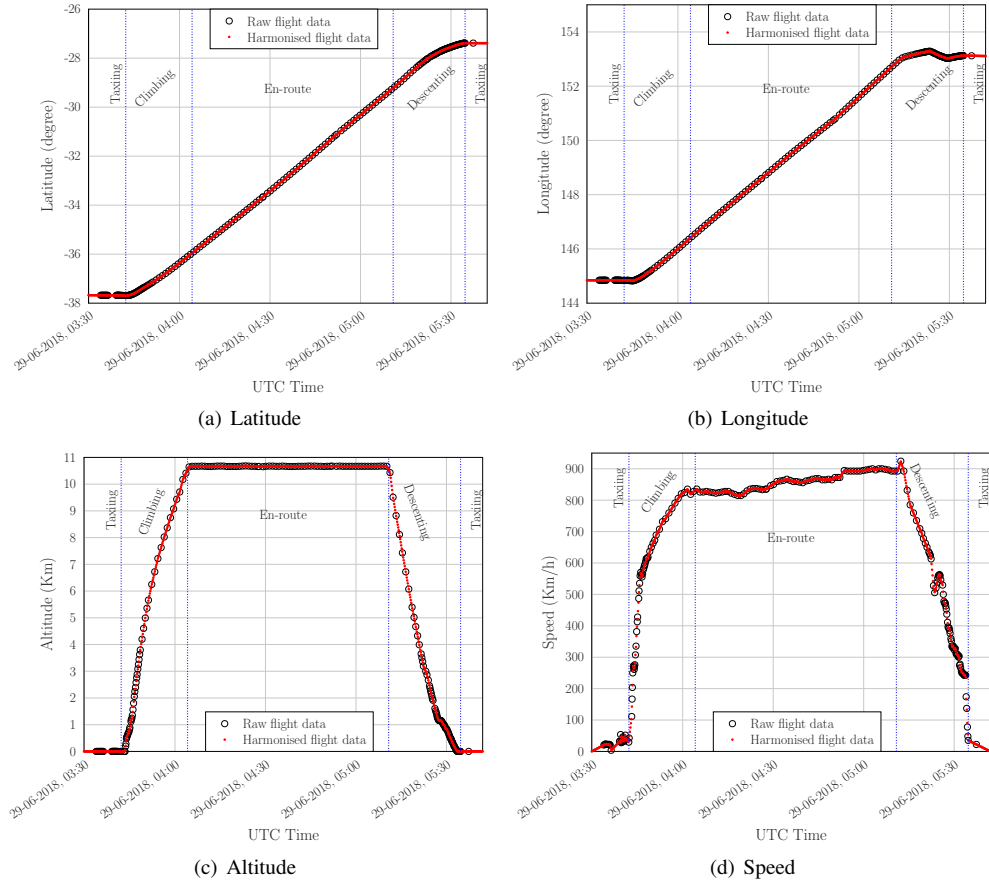 Raw flight data
Harmonised flight data
Taxiing
Climbing
En-route
Descenting
Taxiing
-26
-28
-30
-32
-34
-36
-38
Latitude (degree)
29-06-2018, 03:30
29-06-2018, 04:00
29-06-2018, 04:30
29-06-2018, 05:00
29-06-2018, 05:30
UTC Time
(a) Latitude
Raw flight data
Harmonised flight data
Taxiing
Climbing
En-route
Descenting
Taxiing
154
152
150
148
146
144
Longitude (degree)
29-06-2018, 03:30
29-06-2018, 04:00
29-06-2018, 04:30
29-06-2018, 05:00
29-06-2018, 05:30
UTC Time
(b) Longitude
Taxiing
Climbing
En-route
Descenting
Taxiing
11
10
9
8
7
6
5
4
3
2
1
0
Altitude (Km)
Raw flight data
Harmonised flight data
29-06-2018, 03:30
29-06-2018, 04:00
29-06-2018, 04:30
29-06-2018, 05:00
29-06-2018, 05:30
UTC Time
(c) Altitude
Taxiing
Climbing
En-route
Descenting
Taxiing
900
800
700
600
500
400
300
200
100
0
Speed (Km/h)
Raw flight data
Harmonised flight data
29-06-2018, 03:30
29-06-2018, 04:00
29-06-2018, 04:30
29-06-2018, 05:00
29-06-2018, 05:30
UTC Time
(d) Speed